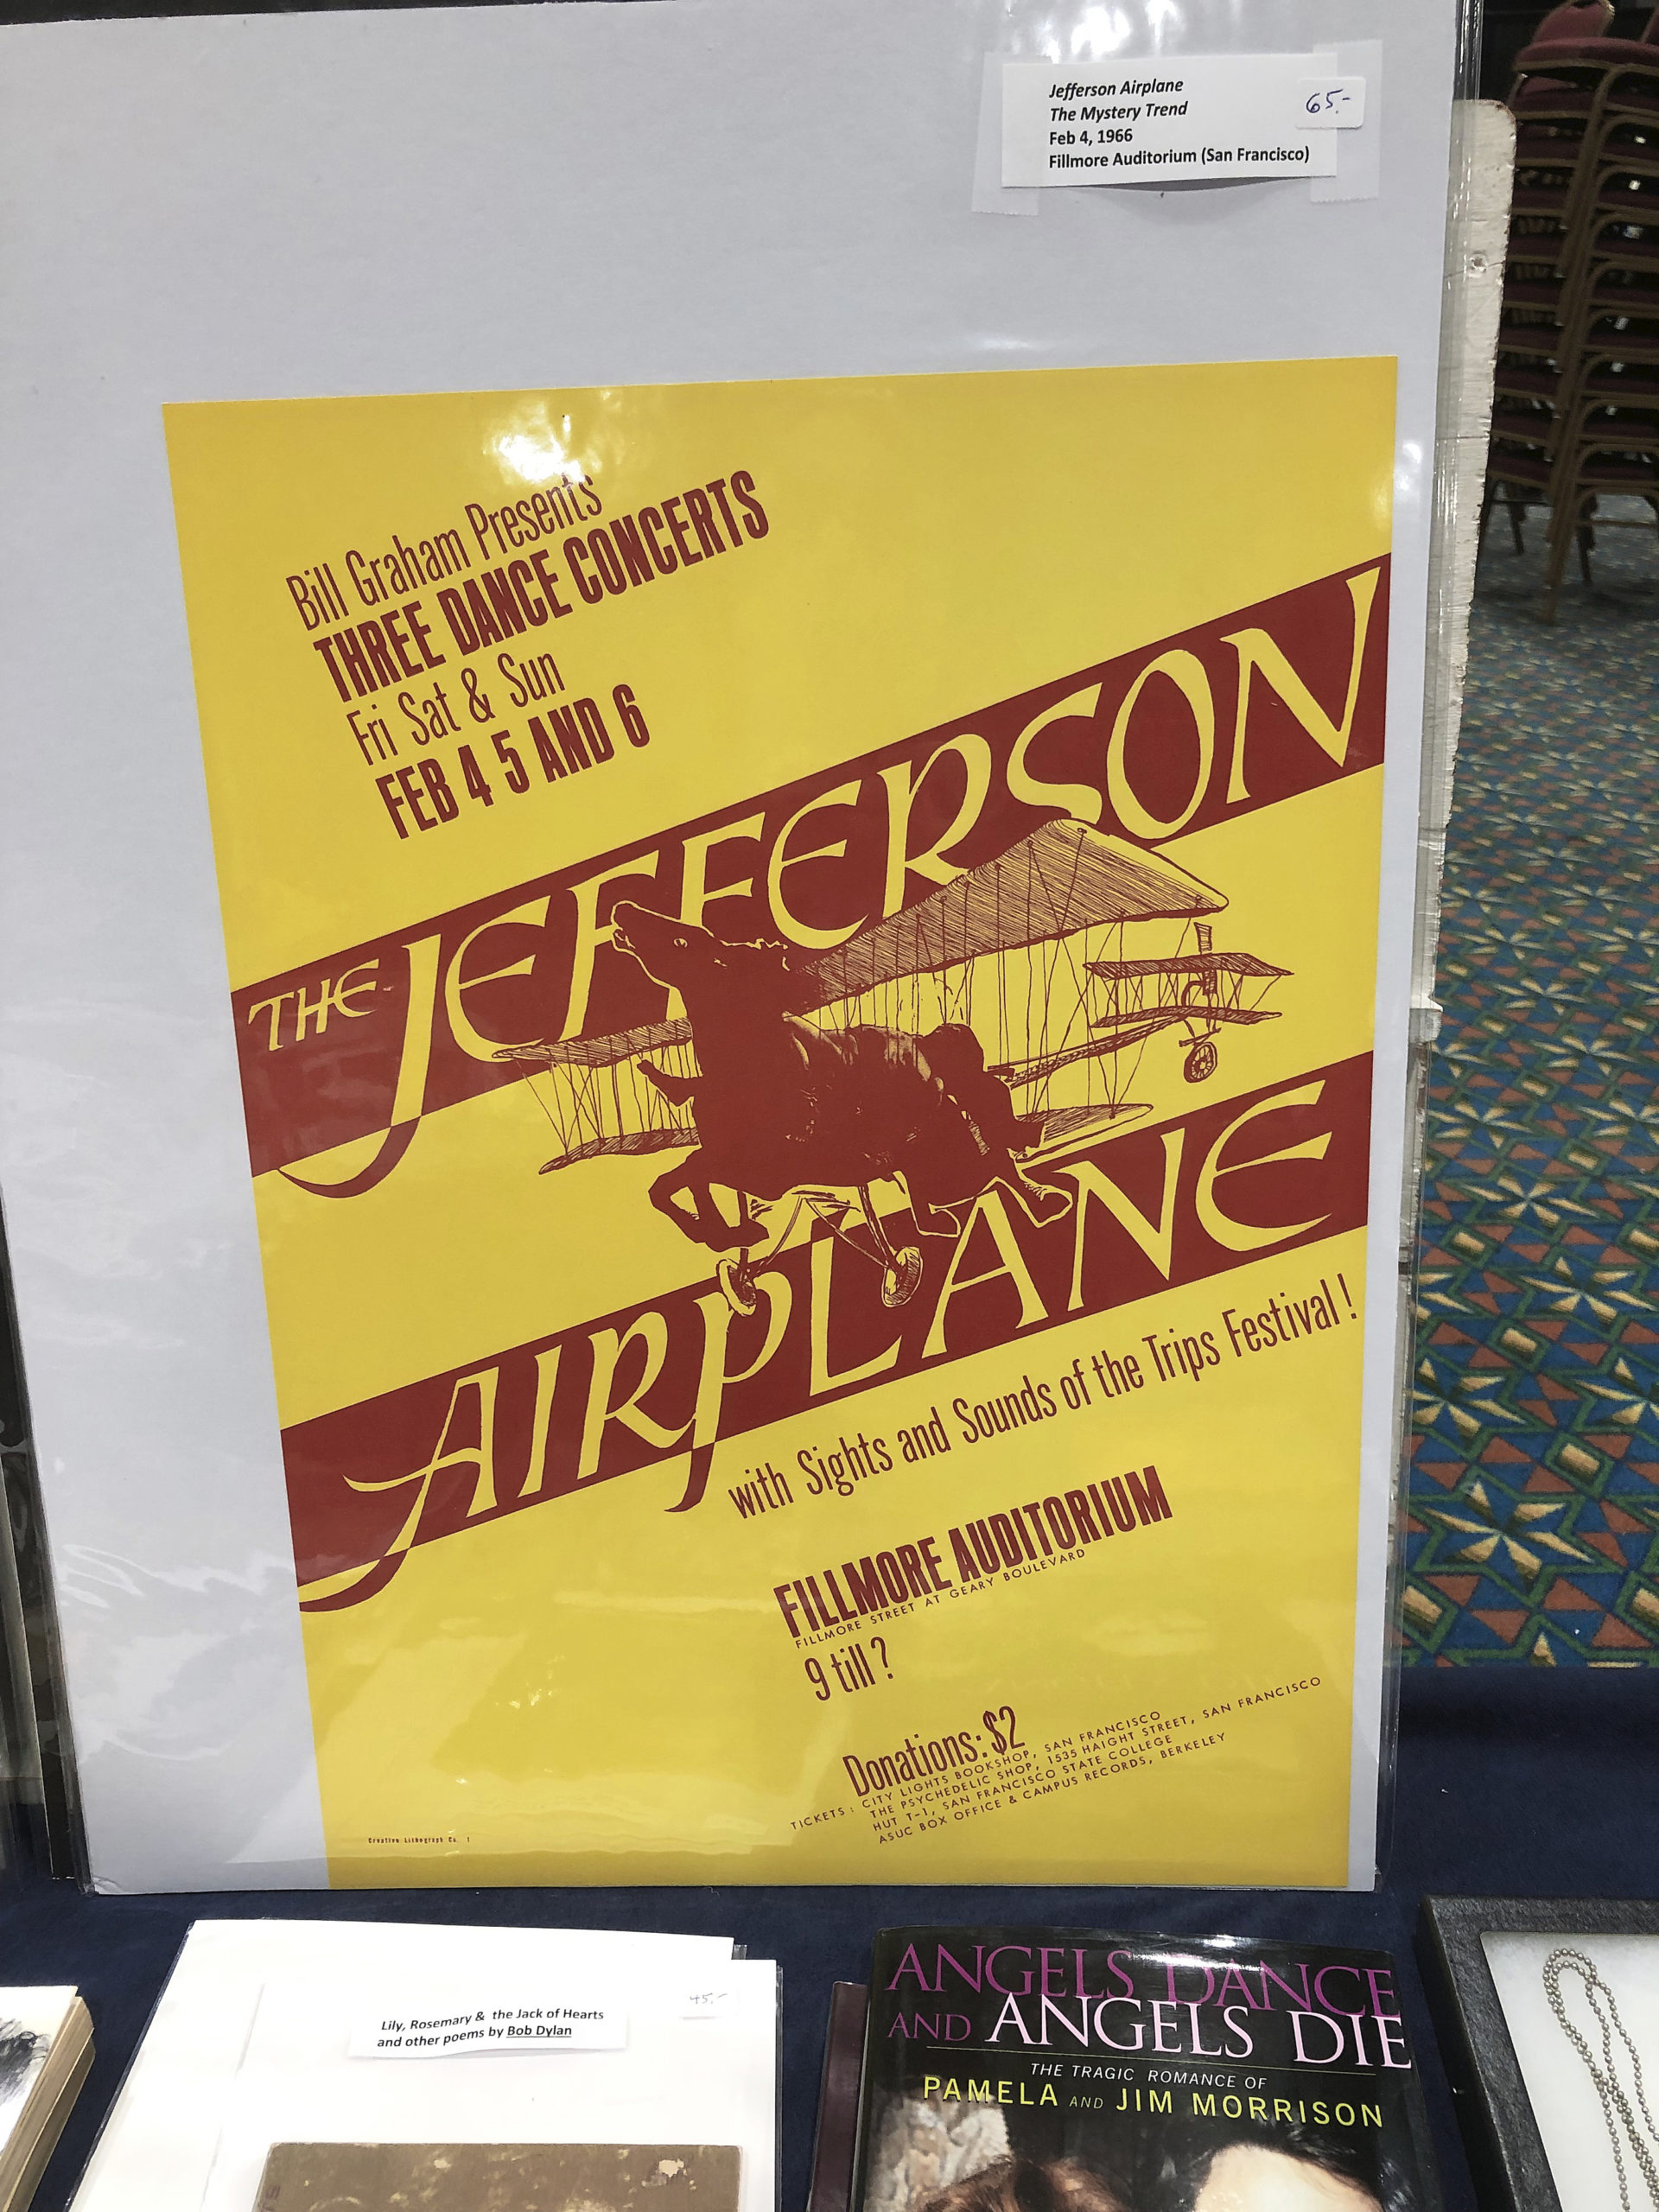 Jefferson Airplane
The Mystery Trend
Feb 4, 1966
Fillmore Auditorium (San Francisco)
65.-
Bill Graham Presents
THREE DANCE CONCERTS
Fri Sat & Sun
FEB 4 5 AND 6
THE JEFFERSON
AIRPLANE
with Sights and Sounds of the Trips Festival!
FILLMORE AUDITORIUM
FILLMORE STREET AT GEARY BOULEVARD
9 till?
Donations: $2
TICKETS: CITY LIGHTS BOOKSHOP, SAN FRANCISCO
THE PSYCHEDELIC SHOP, 1535 HAIGHT STREET, SAN FRANCISCO
HUT T-1, SAN FRANCISCO STATE COLLEGE
ASUC BOX OFFICE & CAMPUS RECORDS, BERKELEY
Creative Lithograph Co. 1
Lily, Rosemary & the Jack of Hearts
and other poems by Bob Dylan
45.-
ANGELS DANCE
AND ANGELS DIE
THE TRAGIC ROMANCE OF
PAMELA AND JIM MORRISON